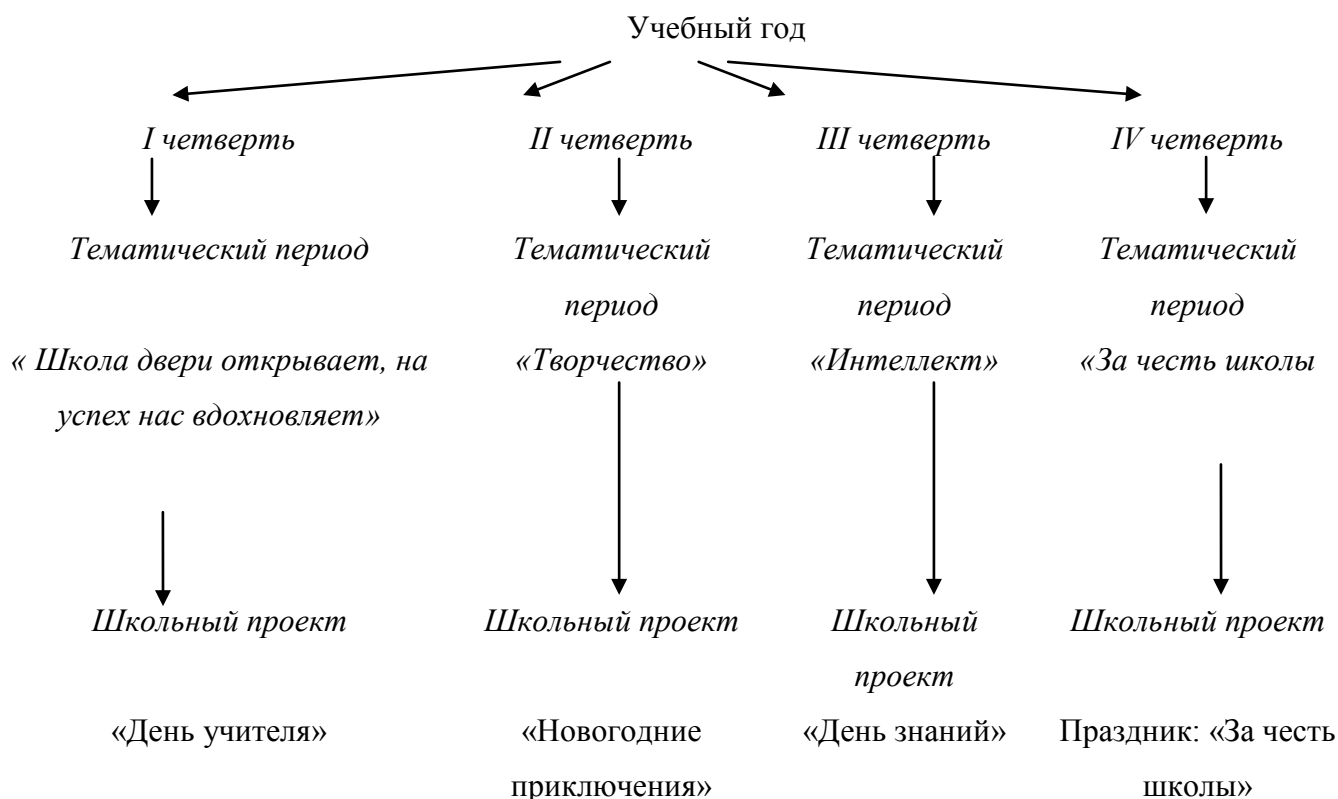 Учебный год
I четверть
II четверть
III четверть
IV четверть
Тематический период
Тематический
период
Тематический
период
Тематический
период
« Школа двери открывает, на
успех нас вдохновляет»
«Творчество»
«Интеллект»
«За честь школы
Школьный проект
Школьный проект
Школьный
проект
Школьный проект
«День учителя»
«Новогодние
приключения»
«День знаний»
Праздник: «За честь
школы»